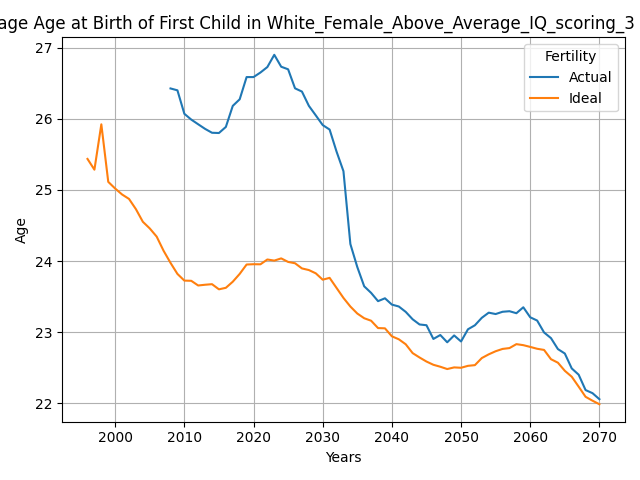 age Age at Birth of First Child in White_Female_Above_Average_IQ_scoring_3
Fertility
Actual
Ideal
27
26
25
24
23
22
Age
2000 2010 2020 2030 2040 2050 2060 2070
Years